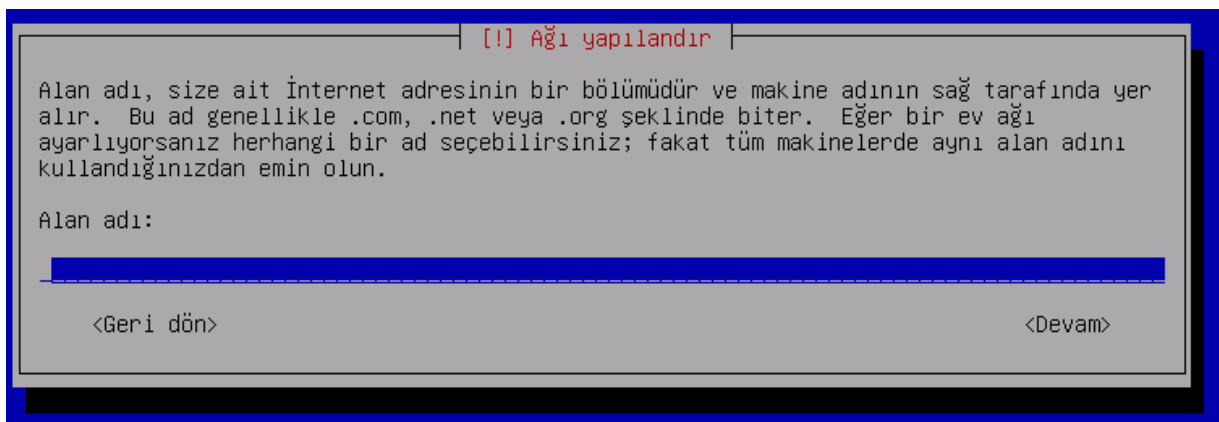 [!] Ağı yapılandır
Alan adı, size ait İnternet adresinin bir bölümüdür ve makine adının sağ tarafında yer
alır.  Bu ad genellikle .com, .net veya .org şeklinde biter.  Eğer bir ev ağı
ayarlıyorsanız herhangi bir ad seçebilirsiniz; fakat tüm makinelerde aynı alan adını
kullandığınızdan emin olun.
Alan adı:
<Geri dön> <Devam>